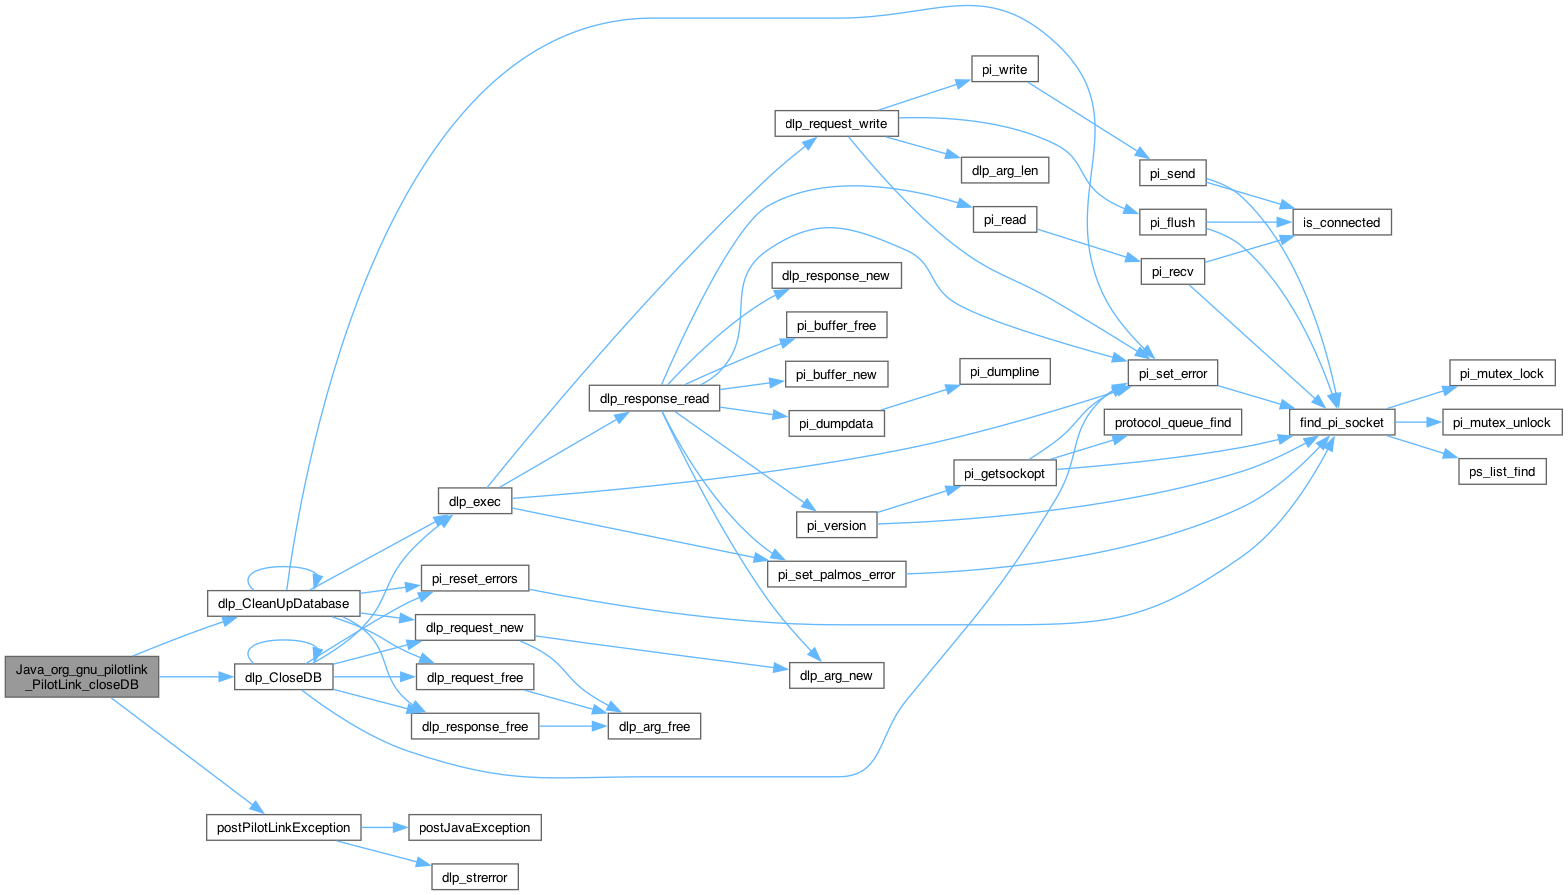 Java_org_gnu_pilotlink
_PilotLink_closeDB
dlp_CleanUpDatabase
dlp_CloseDB
postPilotLinkException
dlp_exec
pi_reset_errors
dlp_request_new
dlp_request_free
dlp_response_free
postJavaException
dlp_strerror
dlp_response_read
dlp_arg_free
dlp_request_write
dlp_response_new
pi_buffer_free
pi_buffer_new
pi_dumpdata
pi_version
pi_set_palmos_error
dlp_arg_new
pi_write
dlp_arg_len
pi_read
pi_dumpline
pi_getsockopt
pi_send
pi_flush
pi_recv
pi_set_error
protocol_queue_find
is_connected
find_pi_socket
pi_mutex_lock
pi_mutex_unlock
ps_list_find